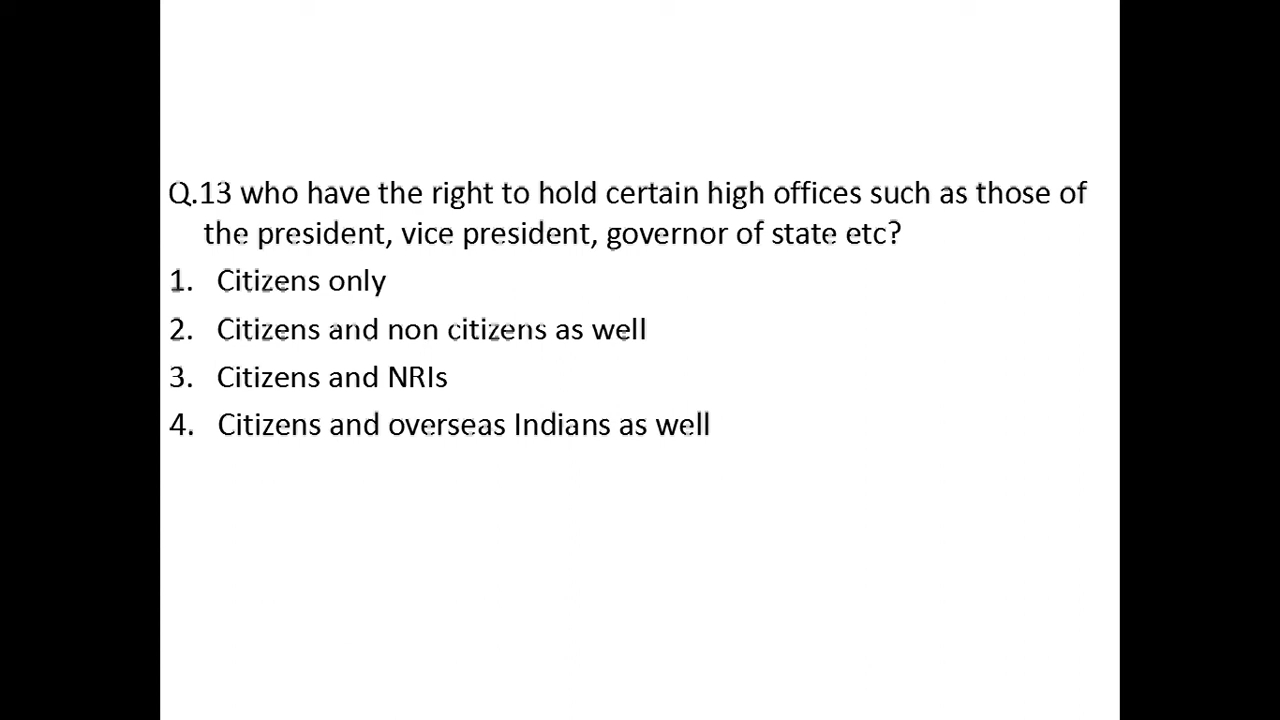 Q.13 who have the right to hold certain high offices such as those of
the president, vice president, governor of state etc?
1. Citizens only
2. Citizens and non citizens as well
3. Citizens and NRIs
4. Citizens and overseas Indians as well